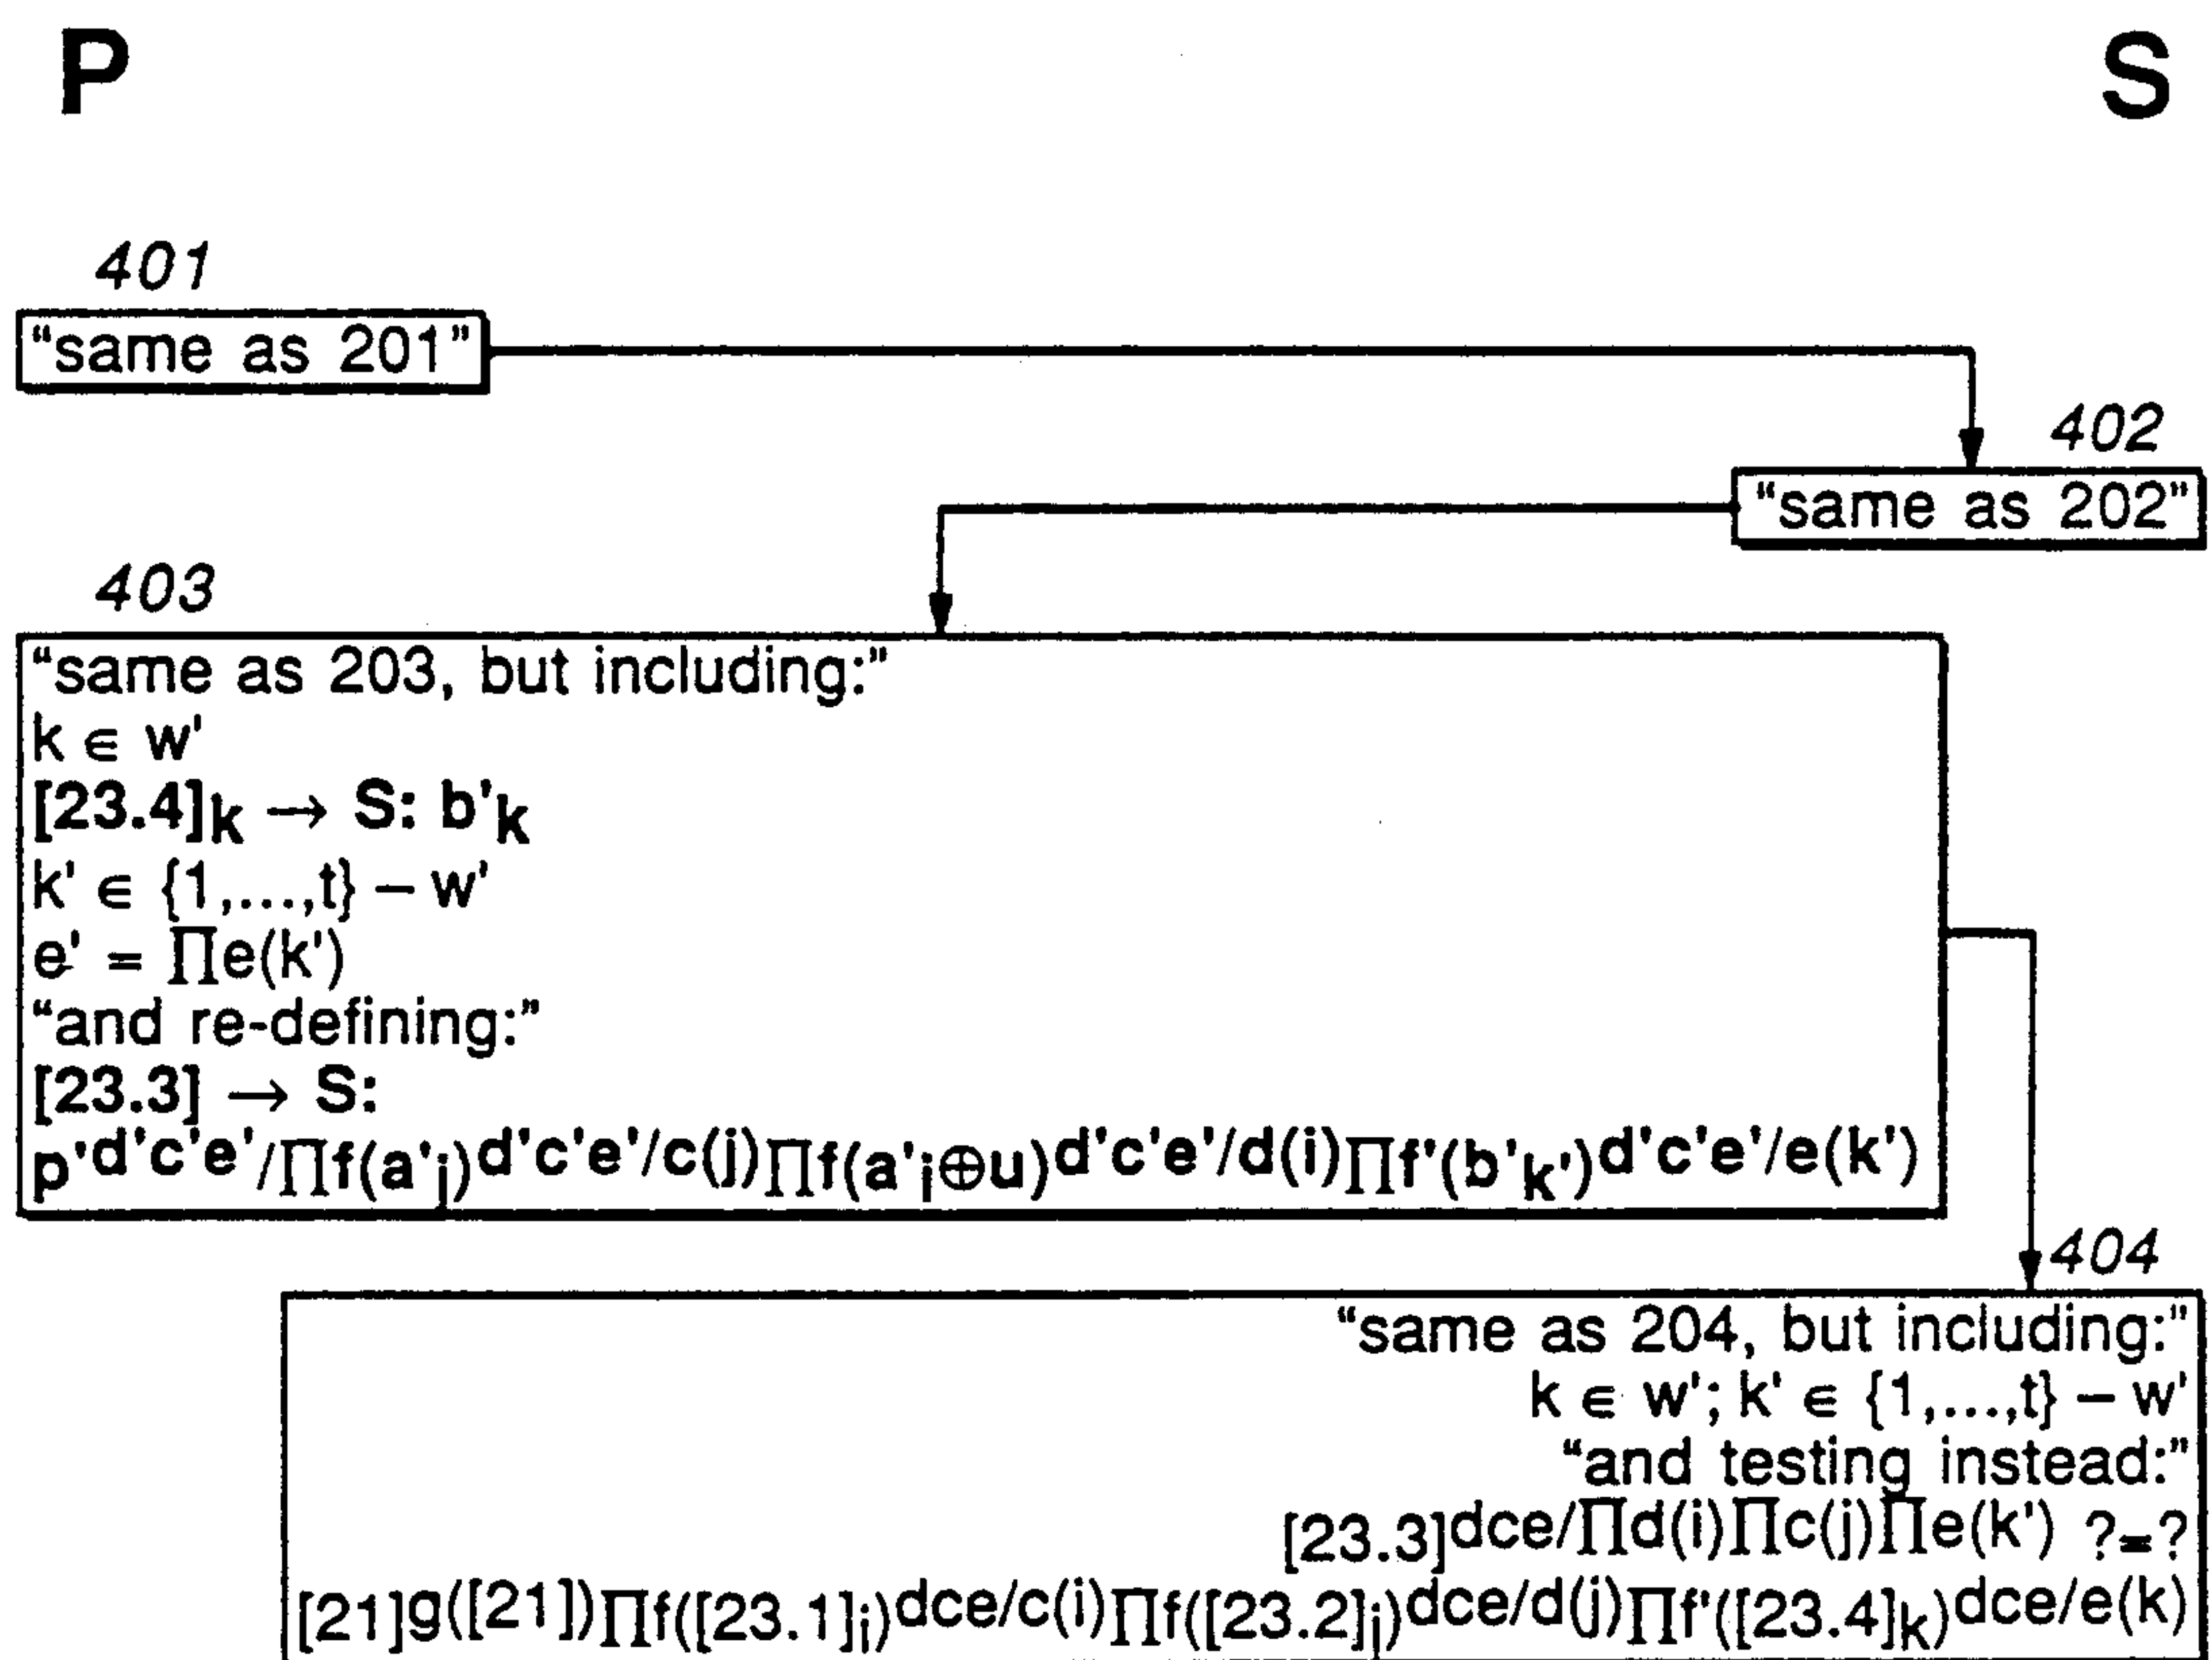 P S
401
“same as 201”
402
“same as 202”
403
“same as 203, but including:”
k ∈ w'
[23.4]k → S: b'k
k' ∈ {1,...,t} – w'
e' = ∏e(k')
“and re-defining:”
[23.3] → S:
p'd'c'e'/∏f(a'j)d'c'e'/c(j)∏f(a'i⊕u)d'c'e'/d(i)∏f'(b'k')d'c'e'/e(k')
404
“same as 204, but including:”
k ∈ w'; k' ∈ {1,...,t} – w'
“and testing instead:”
[23.3]dce/∏d(i)∏c(j)∏e(k') ?=?
[21]g([21])∏f([23.1]i)dce/c(i)∏f([23.2]j)dce/d(j)∏f'([23.4]k)dce/e(k)